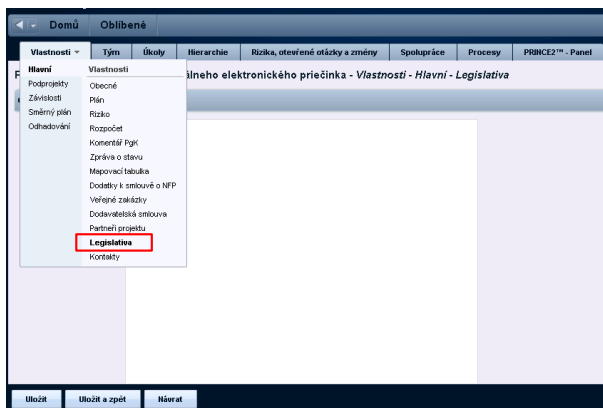 Domů Oblíbené
Vlastnosti Tým Úkoly Hierarchie Rizika, otevřené otázky a změny Spolupráce Procesy PRINCE2™ - Panel
álneho elektronického priečinka - Vlastnosti - Hlavní - Legislativa
Hlavní
Podprojekty
Závislosti
Směrný plán
Odhadování
Vlastnosti
Obecné
Plán
Riziko
Rozpočet
Komentář PgK
Zpráva o stavu
Mapovací tabulka
Dodatky k smlouvě o NFP
Veřejné zakázky
Dodavatelská smlouva
Partneři projektu
Legislativa
Kontakty
Uložit Uložit a zpět Návrat